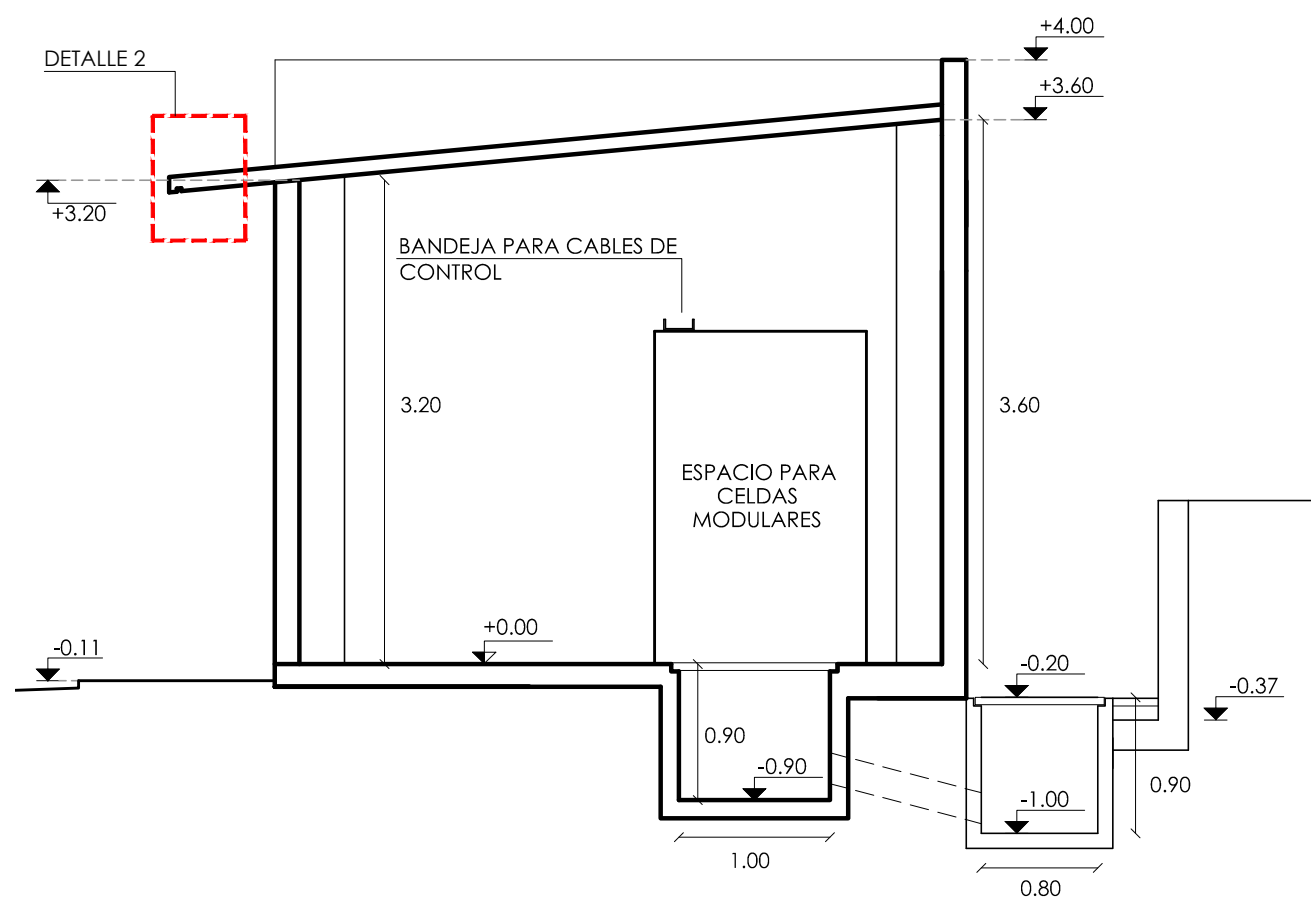 +4.00
DETALLE 2
+3.60
+3.20
BANDEJA PARA CABLES DE
CONTROL
3.20
3.60
ESPACIO PARA
CELDAS
MODULARES
+0.00
-0.11
-0.20
-0.37
0.90
-0.90
0.90
-1.00
1.00
0.80